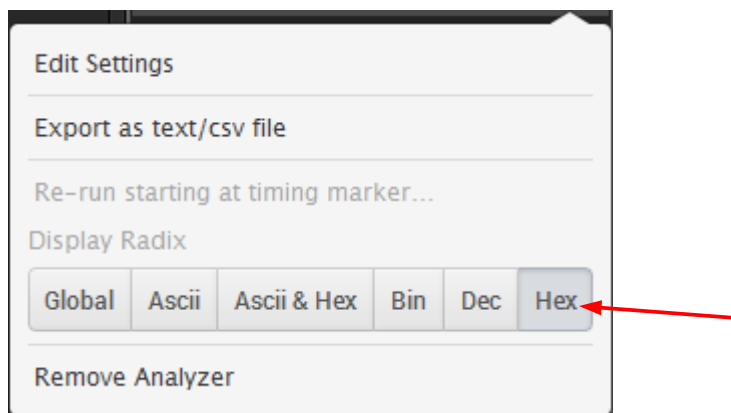 Edit Settings
Export as text/csv file
Re-run starting at timing marker...
Display Radix
Global Ascii Ascii & Hex Bin Dec Hex
Remove Analyzer